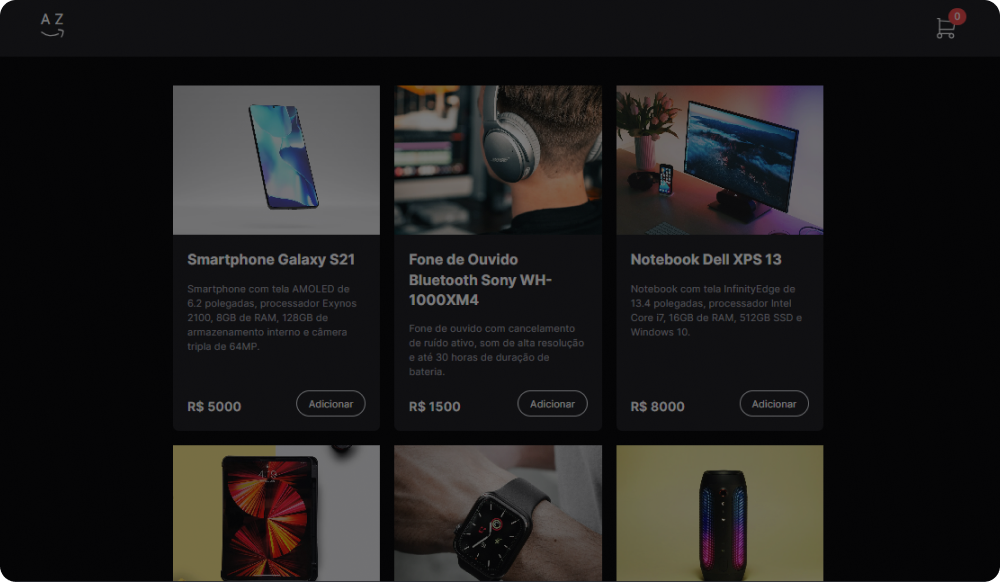 A Z
0
Smartphone Galaxy S21
Smartphone com tela AMOLED de
6.2 polegadas, processador Exynos
2100, 8GB de RAM, 128GB de
armazenamento interno e câmera
tripla de 64MP.
R$ 5000
Adicionar
Fone de Ouvido
Bluetooth Sony WH-
1000XM4
Fone de ouvido com cancelamento
de ruído ativo, som de alta resolução
e até 30 horas de duração de
bateria.
R$ 1500
Adicionar
Notebook Dell XPS 13
Notebook com tela InfinityEdge de
13.4 polegadas, processador Intel
Core i7, 16GB de RAM, 512GB SSD e
Windows 10.
R$ 8000
Adicionar